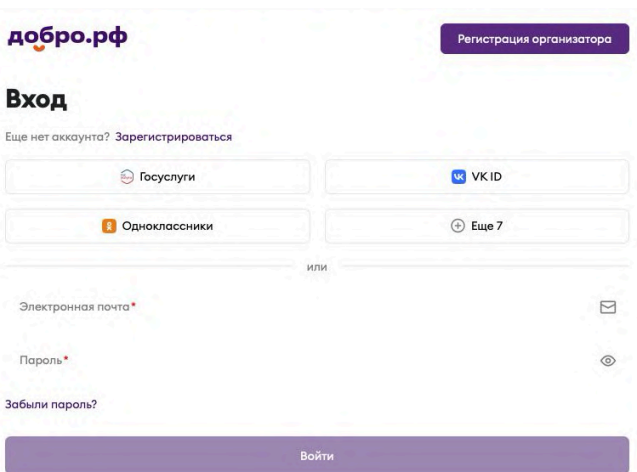 добро.рф
Регистрация организатора
Вход
Еще нет аккаунта? Зарегистрироваться
Госуслуги
VK ID
Одноклассники
Еще 7
или
Электронная почта*
Пароль*
Забыли пароль?
Войти